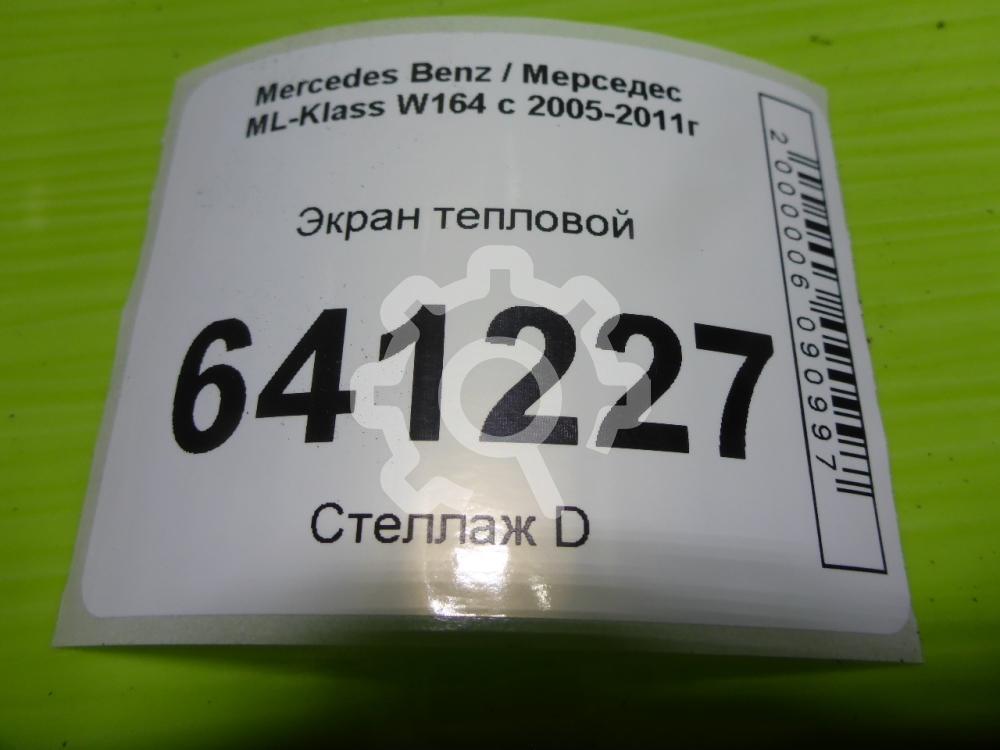 Mercedes Benz / Мерседес
ML-Klass W164 с 2005-2011г
Экран тепловой
641227
Стеллаж D
2000006090997